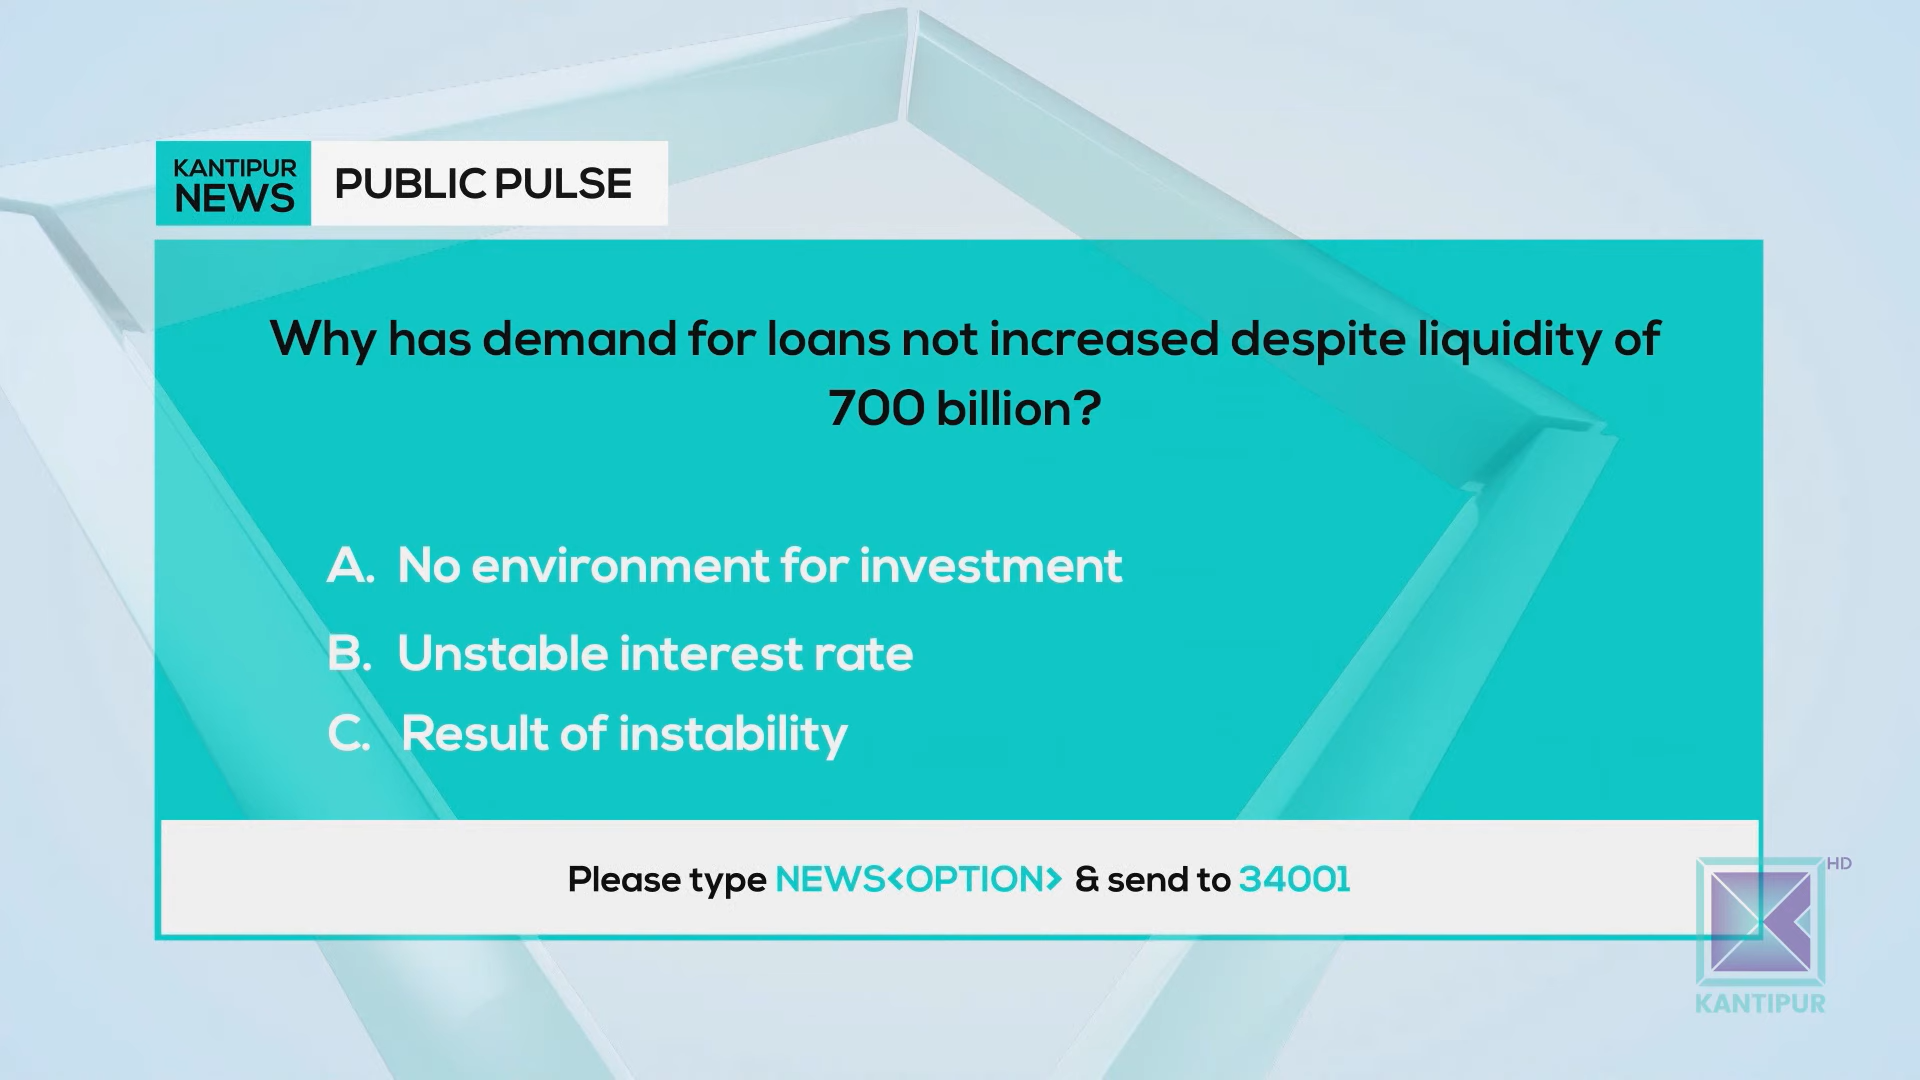 KANTIPUR
NEWS
PUBLIC PULSE
Why has demand for loans not increased despite liquidity of
700 billion?
A. No environment for investment
B. Unstable interest rate
C. Result of instability
Please type NEWS<OPTION> & send to 34001
HD
KANTIPUR